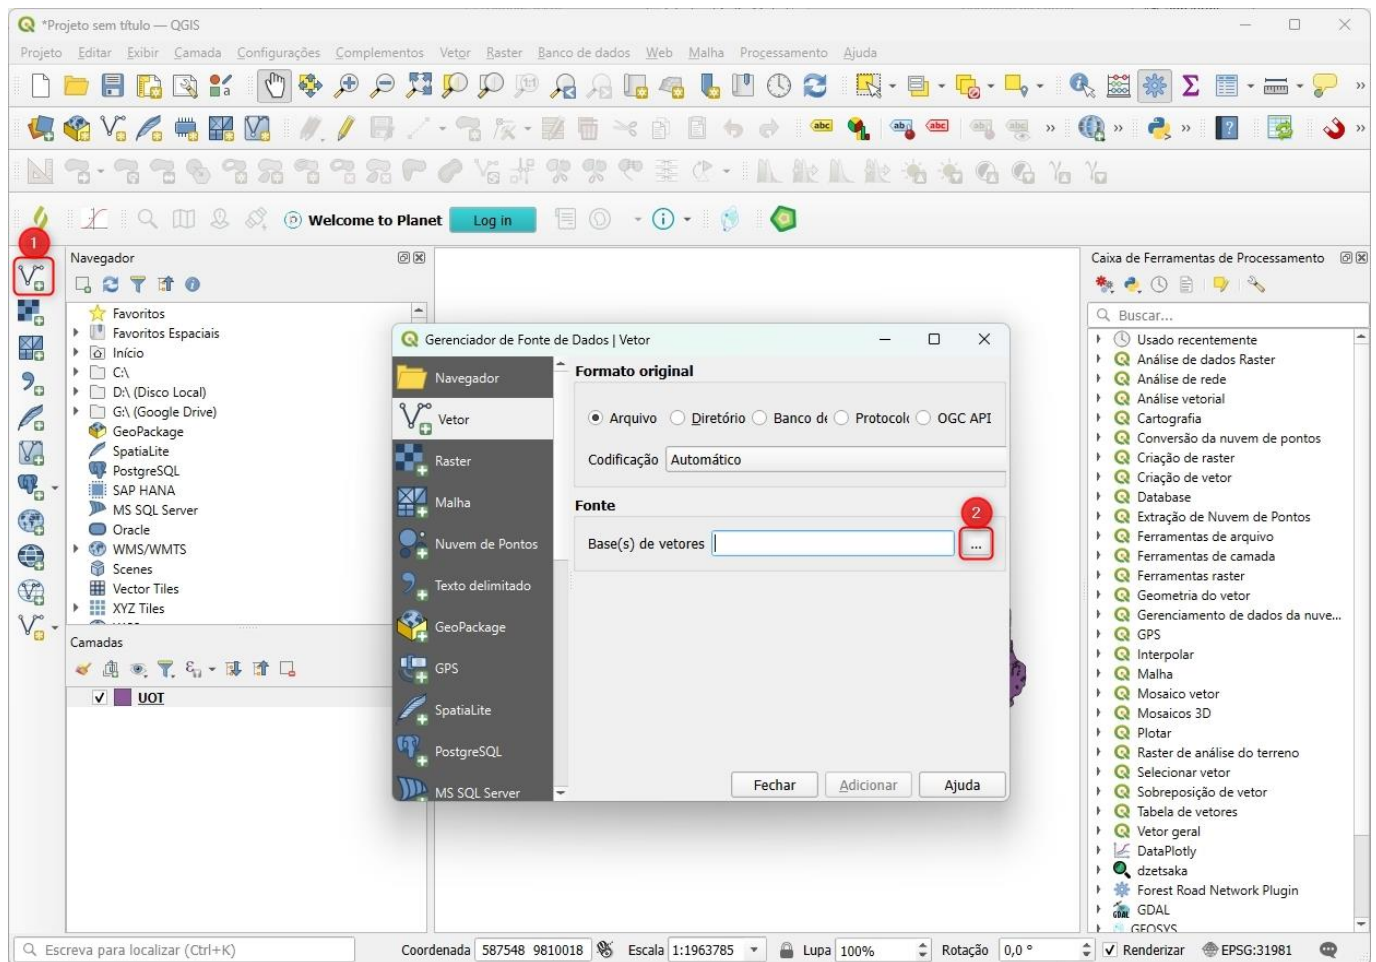 *Projeto sem título — QGIS
Projeto Editar Exibir Camada Configurações Complementos Vetor Raster Banco de dados Web Malha Processamento Ajuda
1:1
abc ab abc
Welcome to Planet Log in
1
Navegador
Favoritos
Favoritos Espaciais
Início
C:\
D:\ (Disco Local)
G:\ (Google Drive)
GeoPackage
SpatiaLite
PostgreSQL
SAP HANA
MS SQL Server
Oracle
WMS/WMTS
Scenes
Vector Tiles
XYZ Tiles
Camadas
UOT
Gerenciador de Fonte de Dados | Vetor
Navegador
Vetor
Raster
Malha
Nuvem de Pontos
Texto delimitado
GeoPackage
GPS
SpatiaLite
PostgreSQL
MS SQL Server
Formato original
Arquivo Diretório Banco de Protocolo OGC API
Codificação Automático
Fonte
2
Base(s) de vetores ...
Fechar Adicionar Ajuda
Caixa de Ferramentas de Processamento
Buscar...
Usado recentemente
Análise de dados Raster
Análise de rede
Análise vetorial
Cartografia
Conversão da nuvem de pontos
Criação de raster
Criação de vetor
Database
Extração de Nuvem de Pontos
Ferramentas de arquivo
Ferramentas de camada
Ferramentas raster
Geometria do vetor
Gerenciamento de dados da nuve...
GPS
Interpolar
Malha
Mosaico vetor
Mosaicos 3D
Plotar
Raster de análise do terreno
Selecionar vetor
Sobreposição de vetor
Tabela de vetores
Vetor geral
DataPlotly
dzetsaka
Forest Road Network Plugin
GDAL
GEOSYS
Escreva para localizar (Ctrl+K) Coordenada 587548 9810018 Escala 1:1963785 Lupa 100% Rotação 0,0 ° Renderizar EPSG:31981